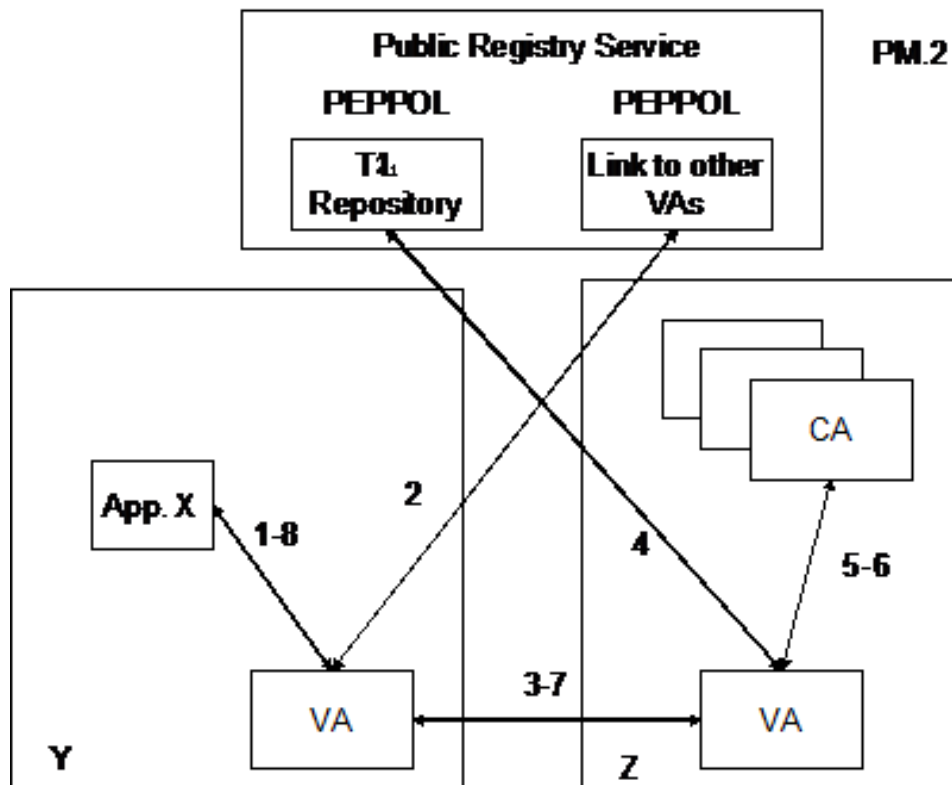 Public Registry Service
PM.2
PEPPOL
PEPPOL
Repository
Link to other
VAs
CA
App. X
2
1-8
4
5-6
3-7
VA
VA
Y
Z